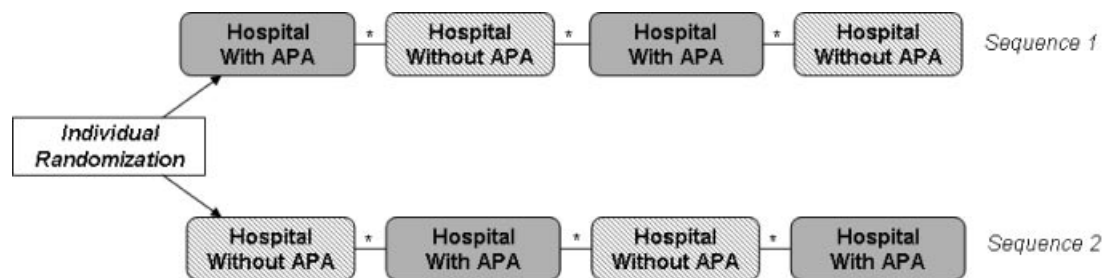 Hospital With APA
*
Hospital Without APA
*
Hospital With APA
*
Hospital Without APA
Sequence 1
Individual
Randomization
Hospital Without APA
*
Hospital With APA
*
Hospital Without APA
*
Hospital With APA
Sequence 2